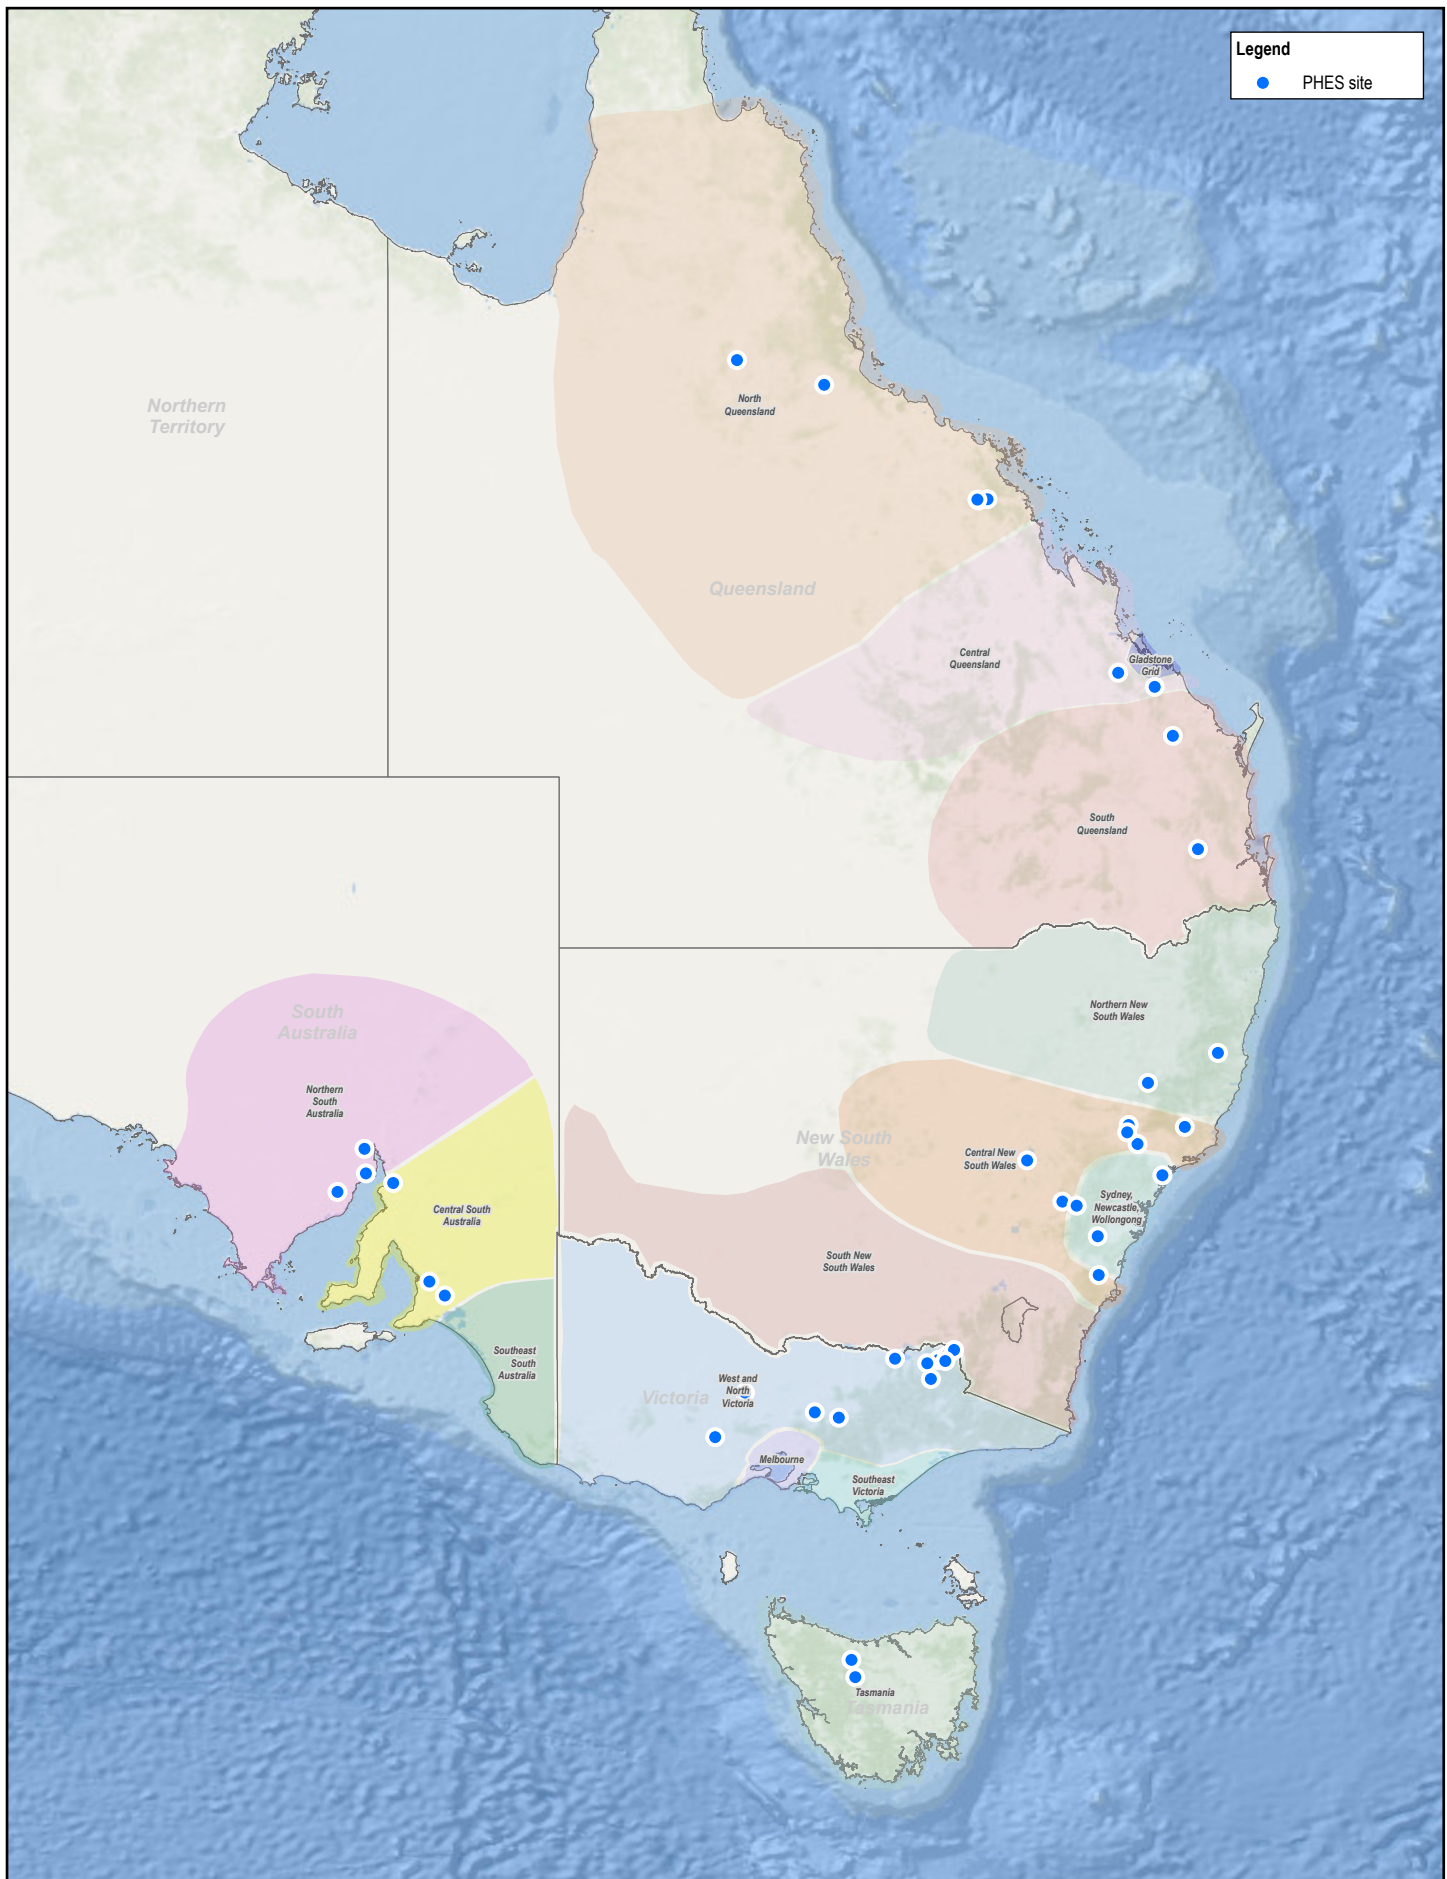 Legend
PHES site
Northern
Territory
North
Queensland
Queensland
Central
Queensland
Gladstone
Grid
South
Queensland
South
Australia
Northern New
South Wales
Northern
South
Australia
New South
Wales
Central New
South Wales
Central South
Australia
Sydney,
Newcastle,
Wollongong
South New
South Wales
Southeast
South
Australia
Victoria
West and
North
Victoria
Melbourne
Southeast
Victoria
Tasmania
Tasmania